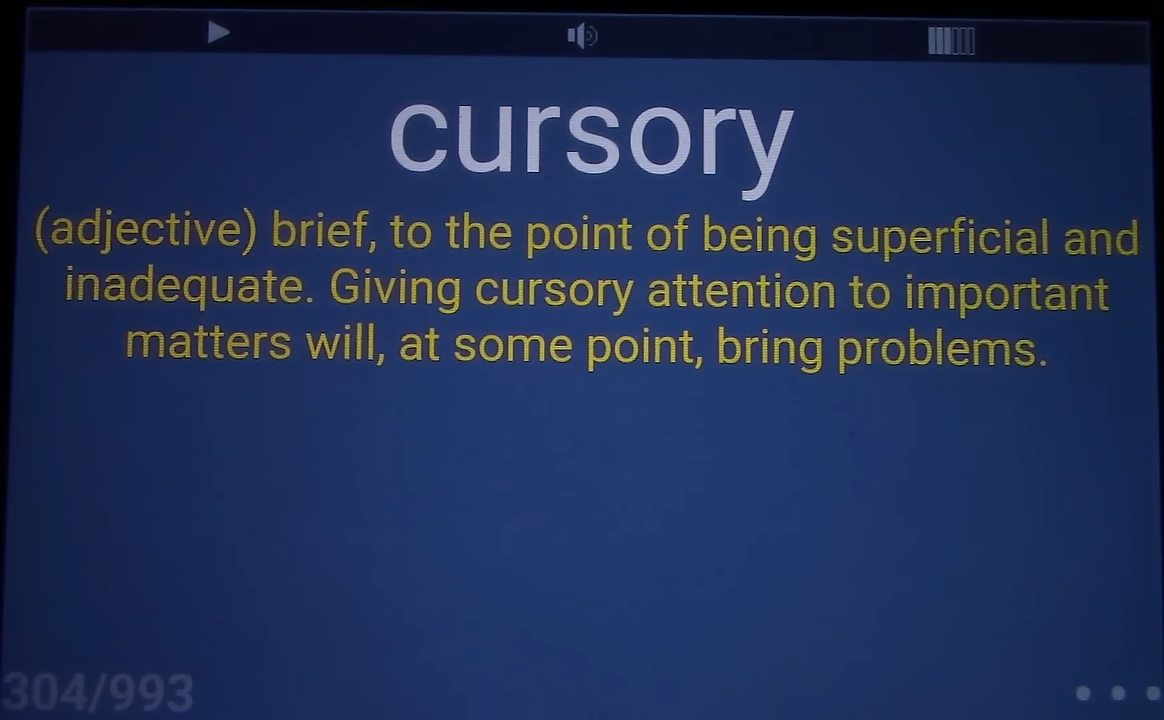 cursory
(adjective) brief, to the point of being superficial and
inadequate. Giving cursory attention to important
matters will, at some point, bring problems.
304/993